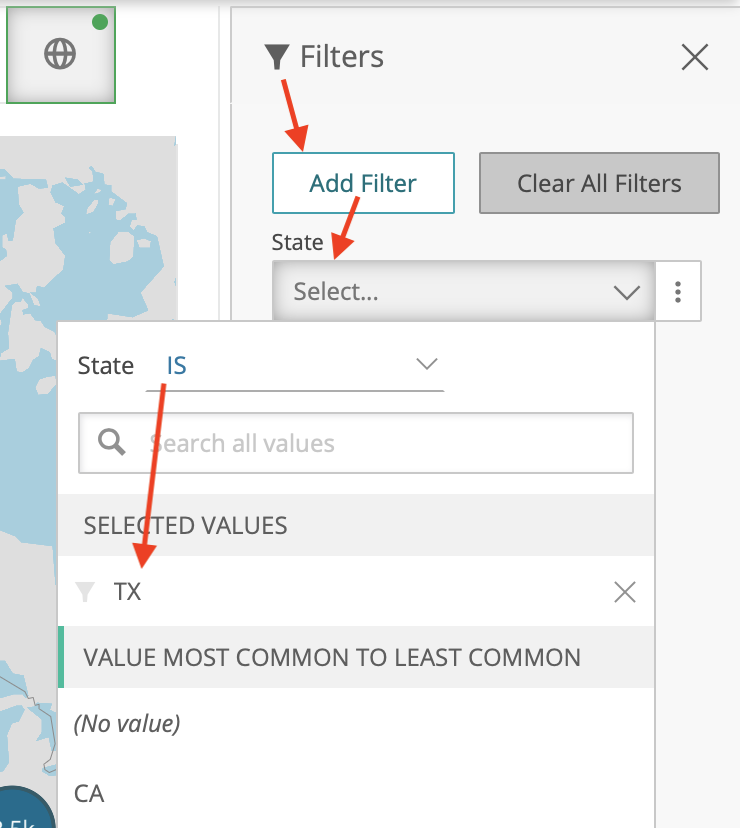 Filters
Add Filter
Clear All Filters
State
Select...
State IS
Search all values
SELECTED VALUES
TX
VALUE MOST COMMON TO LEAST COMMON
(No value)
CA